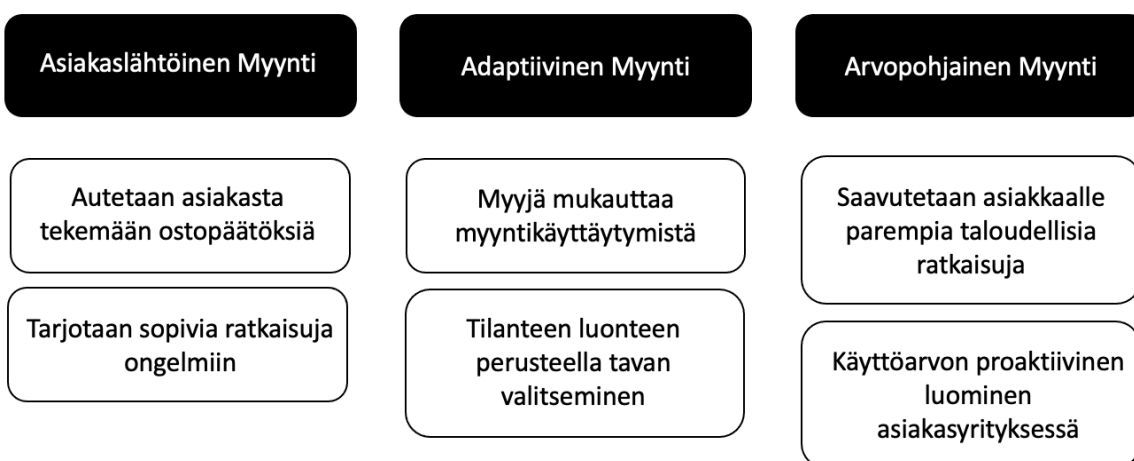 Asiakaslähtöinen Myynti
Autetaan asiakasta
tekemään ostopäätöksiä
Tarjotaan sopivia ratkaisuja
ongelmiin
Adaptiivinen Myynti
Myyjä mukauttaa
myyntikäyttäytymistä
Tilanteen luonteen
perusteella tavan
valitseminen
Arvopohjainen Myynti
Saavutetaan asiakkaalle
parempia taloudellisia
ratkaisuja
Käyttöarvon proaktiivinen
luominen
asiakasyrityksessä